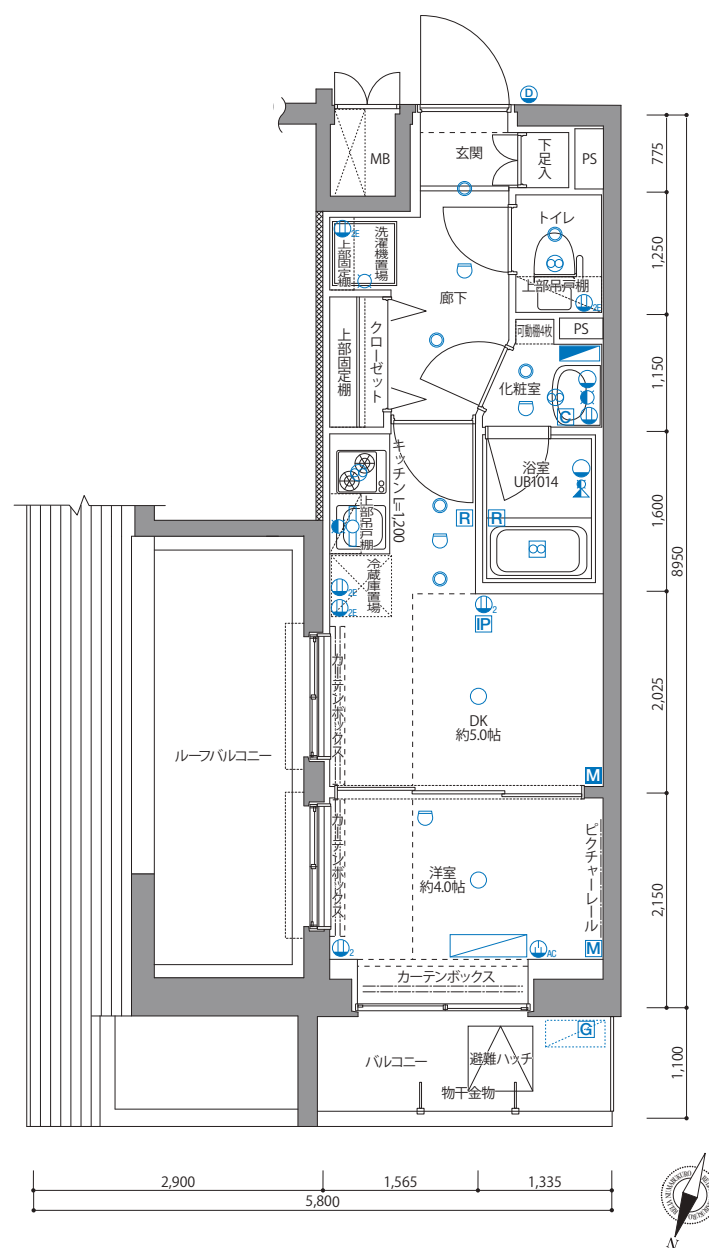 D
MB
玄関
下足入
PS
775
トイレ
2E
上部固定棚
洗濯機置場
上部吊戸棚
2E
1,250
廊下
上部固定棚
クローゼット
可動棚4枚
PS
化粧室
C
1,150
キッチン L=1200
上部吊戸棚
浴室
UB1014
R
R
1,600
8950
冷蔵庫置場
2E
2E
2
IP
カーテンボックス
DK
約5.0帖
2,025
ルーフバルコニー
M
カーテンボックス
洋室
約4.0帖
ピクチャーレール
2,150
2
AC
M
カーテンボックス
G
バルコニー
避難ハッチ
物干金物
1,100
2,900
1,565
1,335
5,800
N